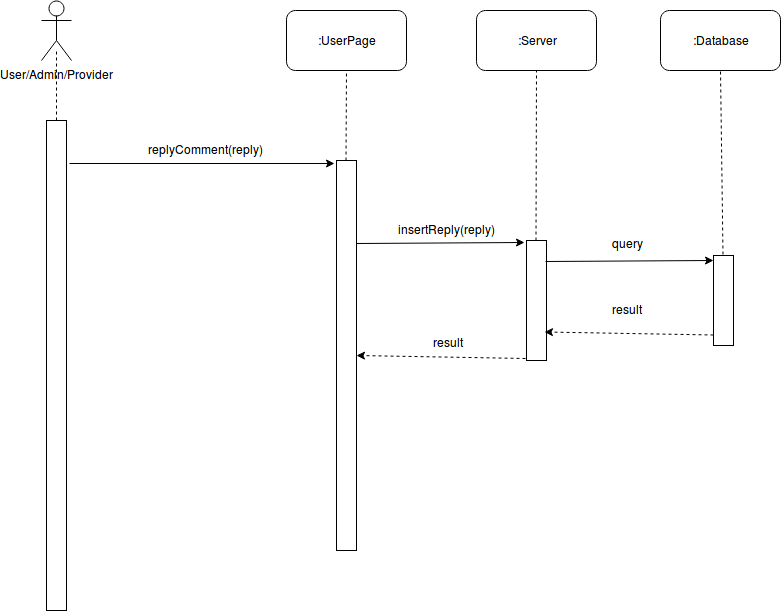 :UserPage
:Server
:Database
User/Admin/Provider
replyComment(reply)
insertReply(reply)
query
result
result